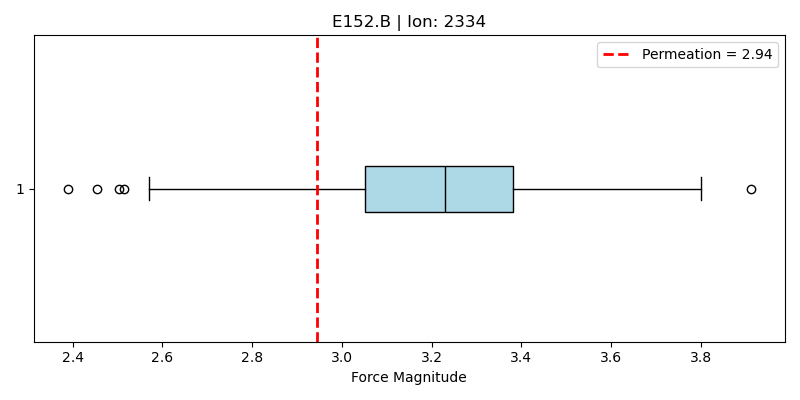 E152.B | Ion: 2334
Permeation = 2.94
1
2.4 2.6 2.8 3.0 3.2 3.4 3.6 3.8
Force Magnitude